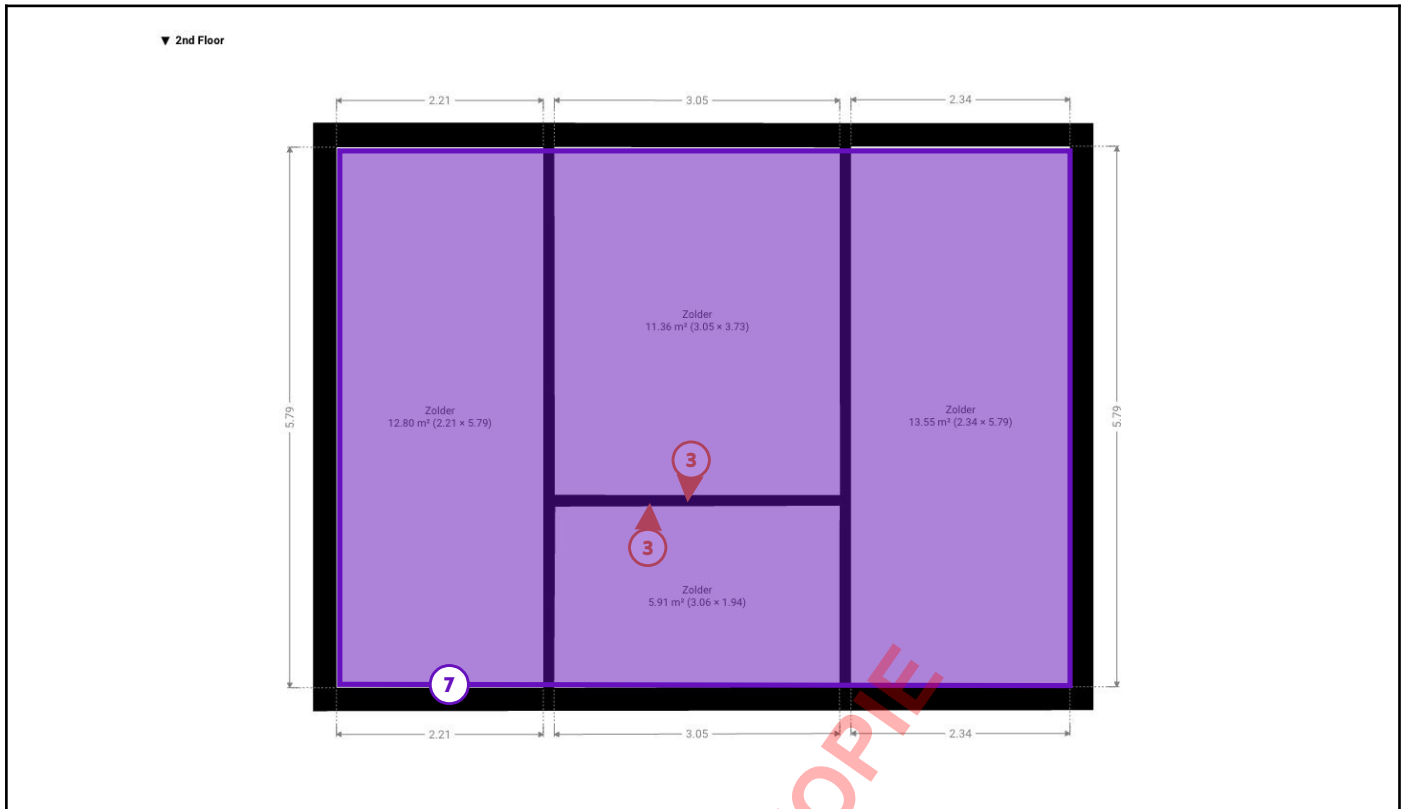 ▼ 2nd Floor
2.21
3.05
2.34
5.79
5.79
Zolder
11.36 m² (3.05 × 3.73)
Zolder
12.80 m² (2.21 × 5.79)
Zolder
13.55 m² (2.34 × 5.79)
3
3
Zolder
5.91 m² (3.06 × 1.94)
7
2.21
3.05
2.34
OPIE